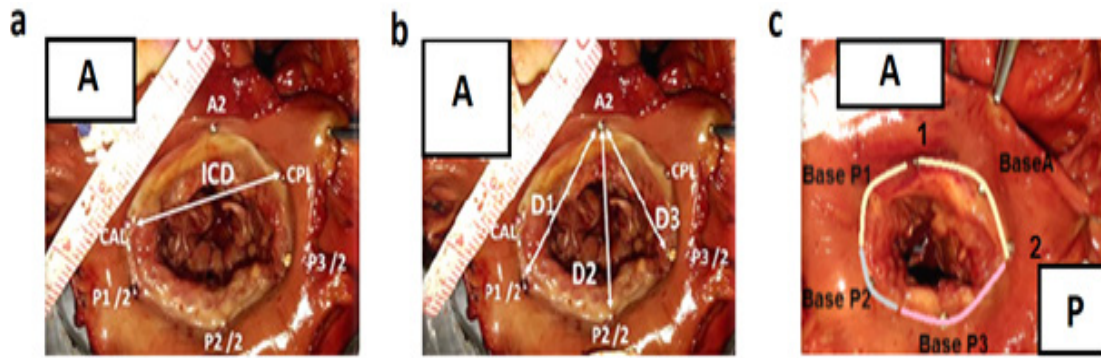 a
A
A2
ICD
CPL
CAL
P3 /2
P1 /2
P2 /2
b
A
A2
CPL
D1
D3
CAL
D2
P3 /2
P1 /2
P2 /2
c
A
1
Base P1
BaseA
2
Base P2
P
Base P3